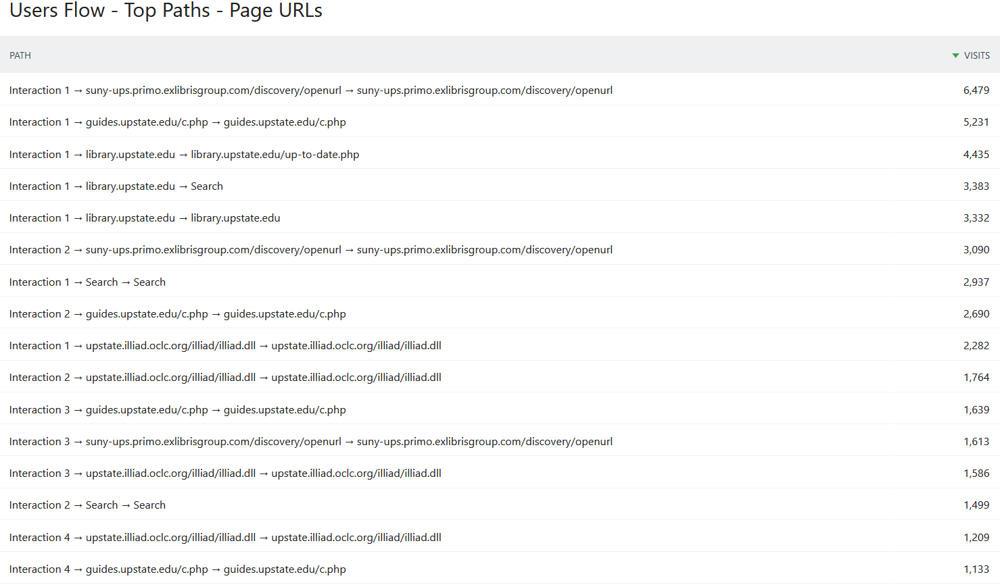 Users Flow - Top Paths - Page URLs
PATH VISITS
Interaction 1 → suny-ups.primo.exlibrisgroup.com/discovery/openurl → suny-ups.primo.exlibrisgroup.com/discovery/openurl 6,479
Interaction 1 → guides.upstate.edu/c.php → guides.upstate.edu/c.php 5,231
Interaction 1 → library.upstate.edu → library.upstate.edu/up-to-date.php 4,435
Interaction 1 → library.upstate.edu → Search 3,383
Interaction 1 → library.upstate.edu → library.upstate.edu 3,332
Interaction 2 → suny-ups.primo.exlibrisgroup.com/discovery/openurl → suny-ups.primo.exlibrisgroup.com/discovery/openurl 3,090
Interaction 1 → Search → Search 2,937
Interaction 2 → guides.upstate.edu/c.php → guides.upstate.edu/c.php 2,690
Interaction 1 → upstate.illiad.oclc.org/illiad/illiad.dll → upstate.illiad.oclc.org/illiad/illiad.dll 2,282
Interaction 2 → upstate.illiad.oclc.org/illiad/illiad.dll → upstate.illiad.oclc.org/illiad/illiad.dll 1,764
Interaction 3 → guides.upstate.edu/c.php → guides.upstate.edu/c.php 1,639
Interaction 3 → suny-ups.primo.exlibrisgroup.com/discovery/openurl → suny-ups.primo.exlibrisgroup.com/discovery/openurl 1,613
Interaction 3 → upstate.illiad.oclc.org/illiad/illiad.dll → upstate.illiad.oclc.org/illiad/illiad.dll 1,586
Interaction 2 → Search → Search 1,499
Interaction 4 → upstate.illiad.oclc.org/illiad/illiad.dll → upstate.illiad.oclc.org/illiad/illiad.dll 1,209
Interaction 4 → guides.upstate.edu/c.php → guides.upstate.edu/c.php 1,133